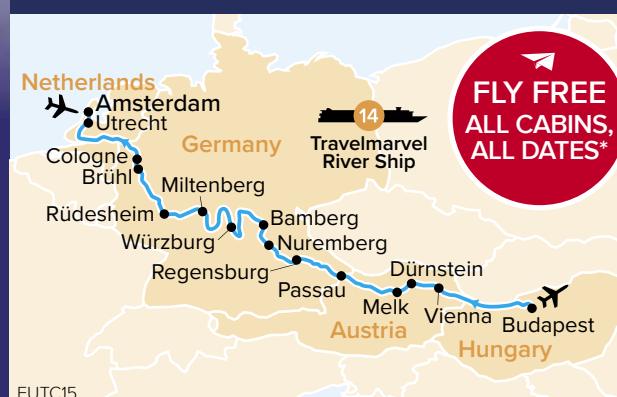 Netherlands
Amsterdam
Utrecht
Cologne
Brühl
Germany
14
Travelmarvel
River Ship
FLY FREE
ALL CABINS,
ALL DATES*
Rüdesheim
Miltenberg
Würzburg
Bamberg
Nuremberg
Regensburg
Passau
Dürnstein
Melk
Vienna
Budapest
Austria
Hungary
EUTC15